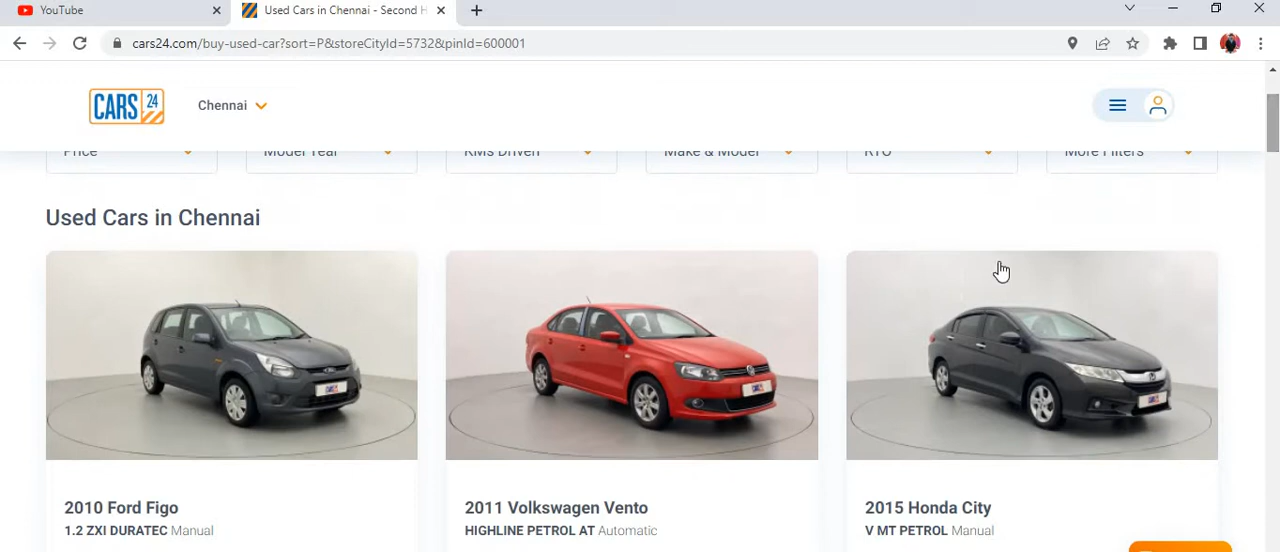 YouTube
Used Cars in Chennai - Second H
cars24.com/buy-used-car?sort=P&storeCityId=5732&pinId=600001
CARS 24
Chennai
Price
Model Year
KMs Driven
Make & Model
RTO
More Filters
Used Cars in Chennai
2010 Ford Figo
1.2 ZXI DURATEC Manual
2011 Volkswagen Vento
HIGHLINE PETROL AT Automatic
2015 Honda City
V MT PETROL Manual